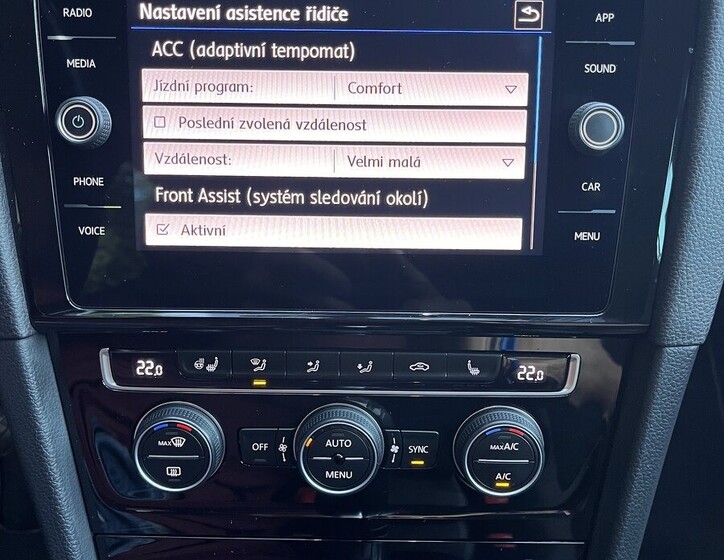 RADIO
MEDIA
PHONE
VOICE
Nastavení asistence řidiče
ACC (adaptivní tempomat)
Jízdní program: Comfort
Poslední zvolená vzdálenost
Vzdálenost: Velmi malá
Front Assist (systém sledování okolí)
Aktivní
APP
SOUND
CAR
MENU
22,0
22,0
MAX
OFF
AUTO
MENU
SYNC
MAX A/C
A/C